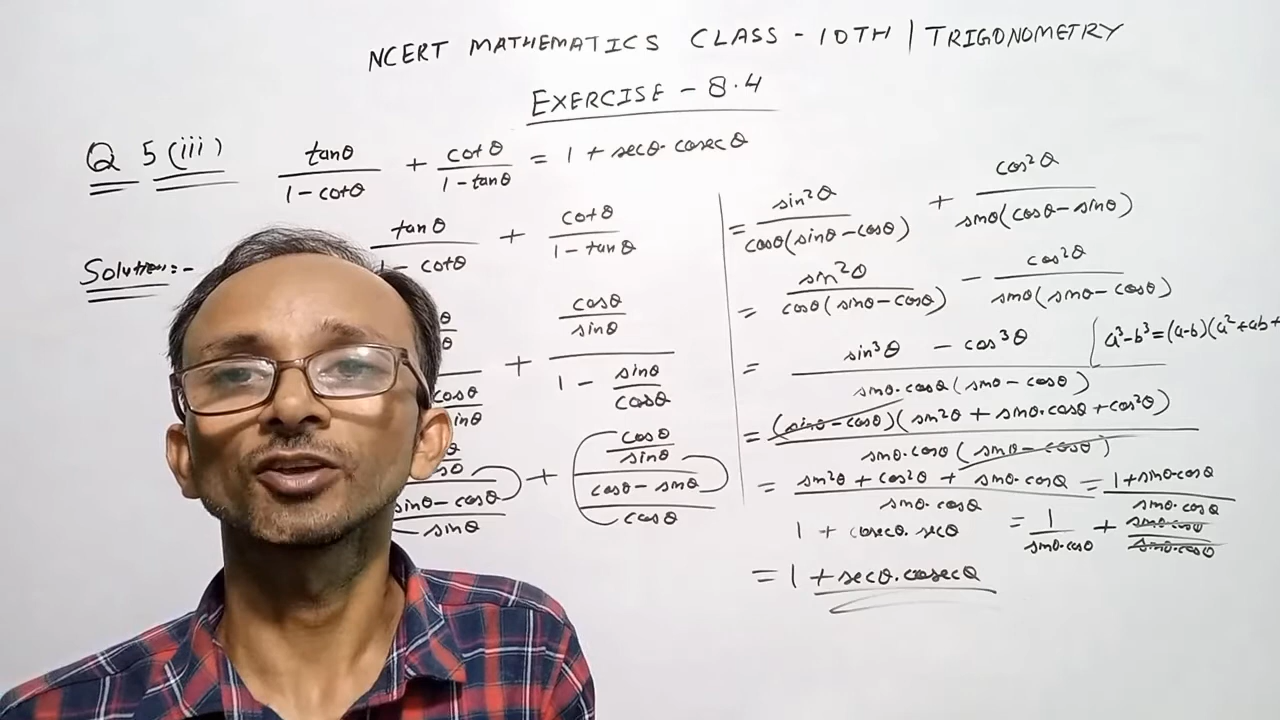 NCERT MATHEMATICS CLASS - 10TH | TRIGONOMETRY
EXERCISE - 8.4
Q 5 (iii) tanθ/(1 - cotθ) + cotθ/(1 - tanθ) = 1 + secθ. cosecθ
Solution:- tanθ/(- cotθ) + cotθ/(1 - tanθ)
+ (cosθ/sinθ)/(1 - sinθ/cosθ)
(sinθ - cosθ)/sinθ + (cosθ/sinθ)/((cosθ - sinθ)/cosθ)
= sin²θ/(cosθ(sinθ - cosθ)) + cos²θ/(sinθ(cosθ - sinθ))
= sin²θ/(cosθ(sinθ - cosθ)) - cos²θ/(sinθ(sinθ - cosθ))
= (sin³θ - cos³θ)/(sinθ.cosθ(sinθ - cosθ)) [a³-b³=(a-b)(a²+ab+
= (sinθ - cosθ)(sin²θ + sinθ.cosθ + cos²θ)/(sinθ.cosθ(sinθ - cosθ))
= (sin²θ + cos²θ + sinθ.cosθ)/(sinθ.cosθ) = (1 + sinθ.cosθ)/(sinθ.cosθ)
1 + cosecθ.secθ = 1/(sinθ.cosθ) + (sinθ.cosθ)/(sinθ.cosθ)
= 1 + secθ.cosecθ